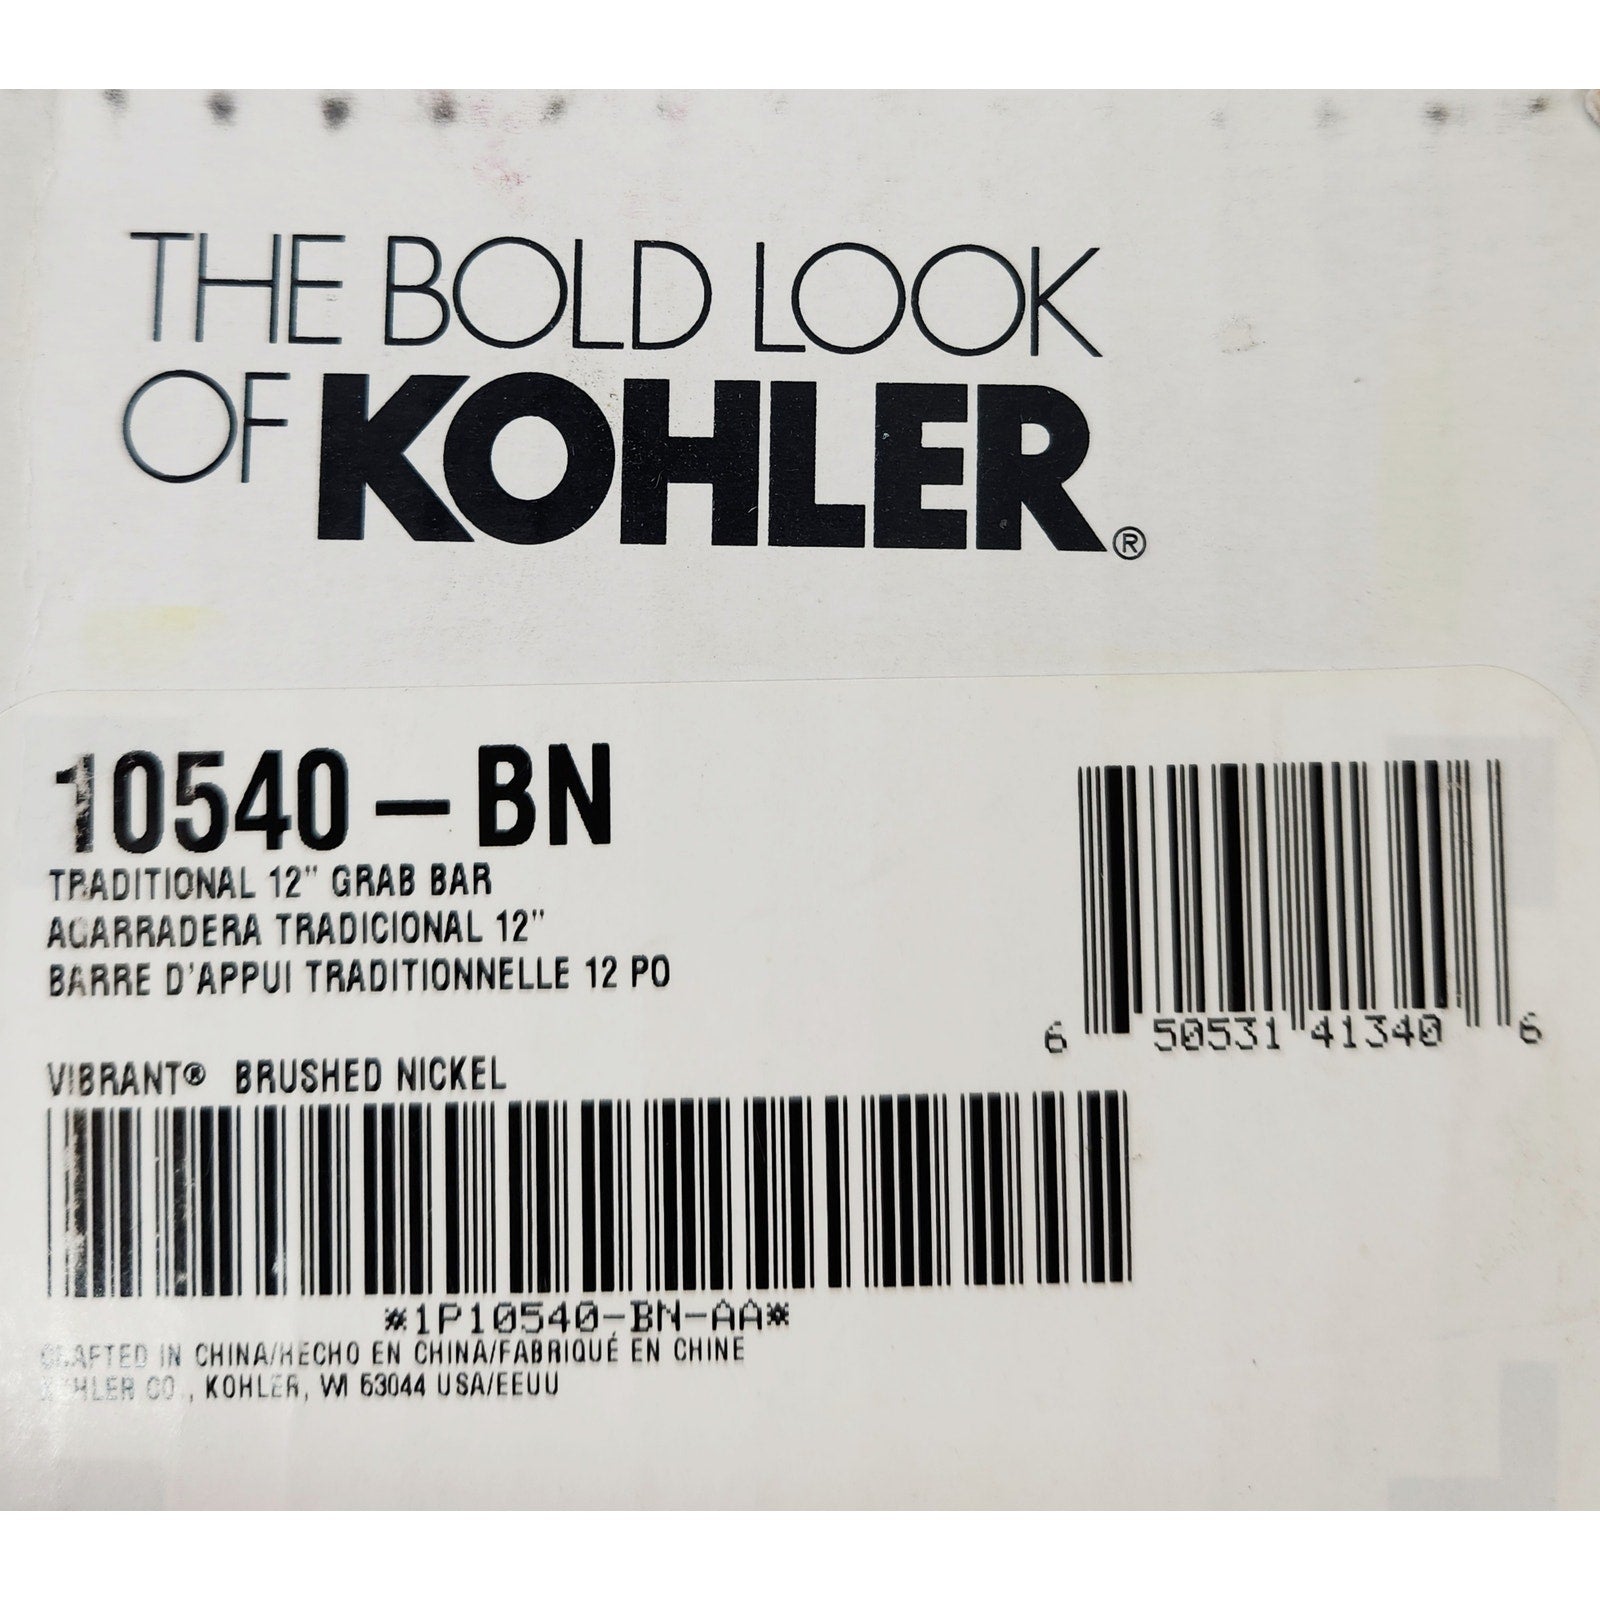 THE BOLD LOOK
OF KOHLER®
10540-BN
TRADITIONAL 12" GRAB BAR
AGARRADERA TRADICIONAL 12"
BARRE D'APPUI TRADITIONNELLE 12 PO
VIBRANT® BRUSHED NICKEL
6 50531 41340 6
*1P10540-BN-AA*
CRAFTED IN CHINA/HECHO EN CHINA/FABRIQUÉ EN CHINE
KOHLER CO., KOHLER, WI 53044 USA/EEUU